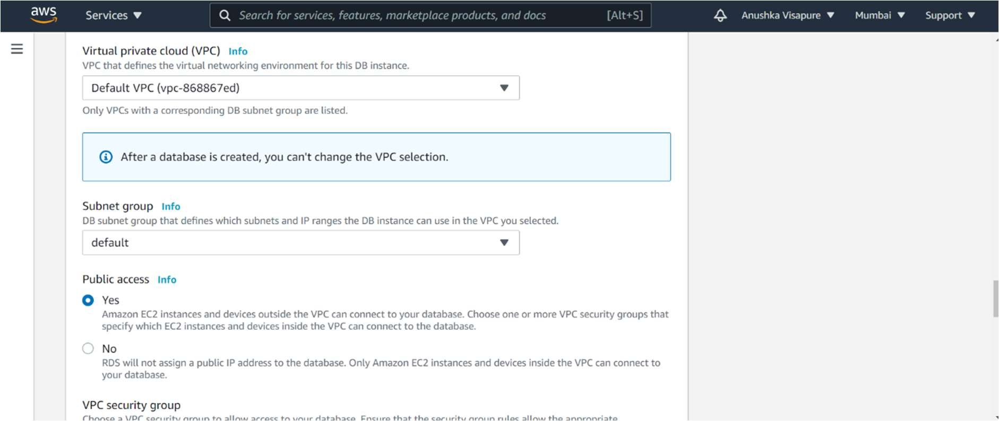 aws Services Search for services, features, marketplace products, and docs [Alt+S] Anushka Visapure Mumbai Support
Virtual private cloud (VPC) Info
VPC that defines the virtual networking environment for this DB instance.
Default VPC (vpc-868867ed)
Only VPCs with a corresponding DB subnet group are listed.
After a database is created, you can't change the VPC selection.
Subnet group Info
DB subnet group that defines which subnets and IP ranges the DB instance can use in the VPC you selected.
default
Public access Info
Yes
Amazon EC2 instances and devices outside the VPC can connect to your database. Choose one or more VPC security groups that
specify which EC2 instances and devices inside the VPC can connect to the database.
No
RDS will not assign a public IP address to the database. Only Amazon EC2 instances and devices inside the VPC can connect to
your database.
VPC security group
Choose a VPC security group to allow access to your database. Ensure that the security group rules allow the appropriate